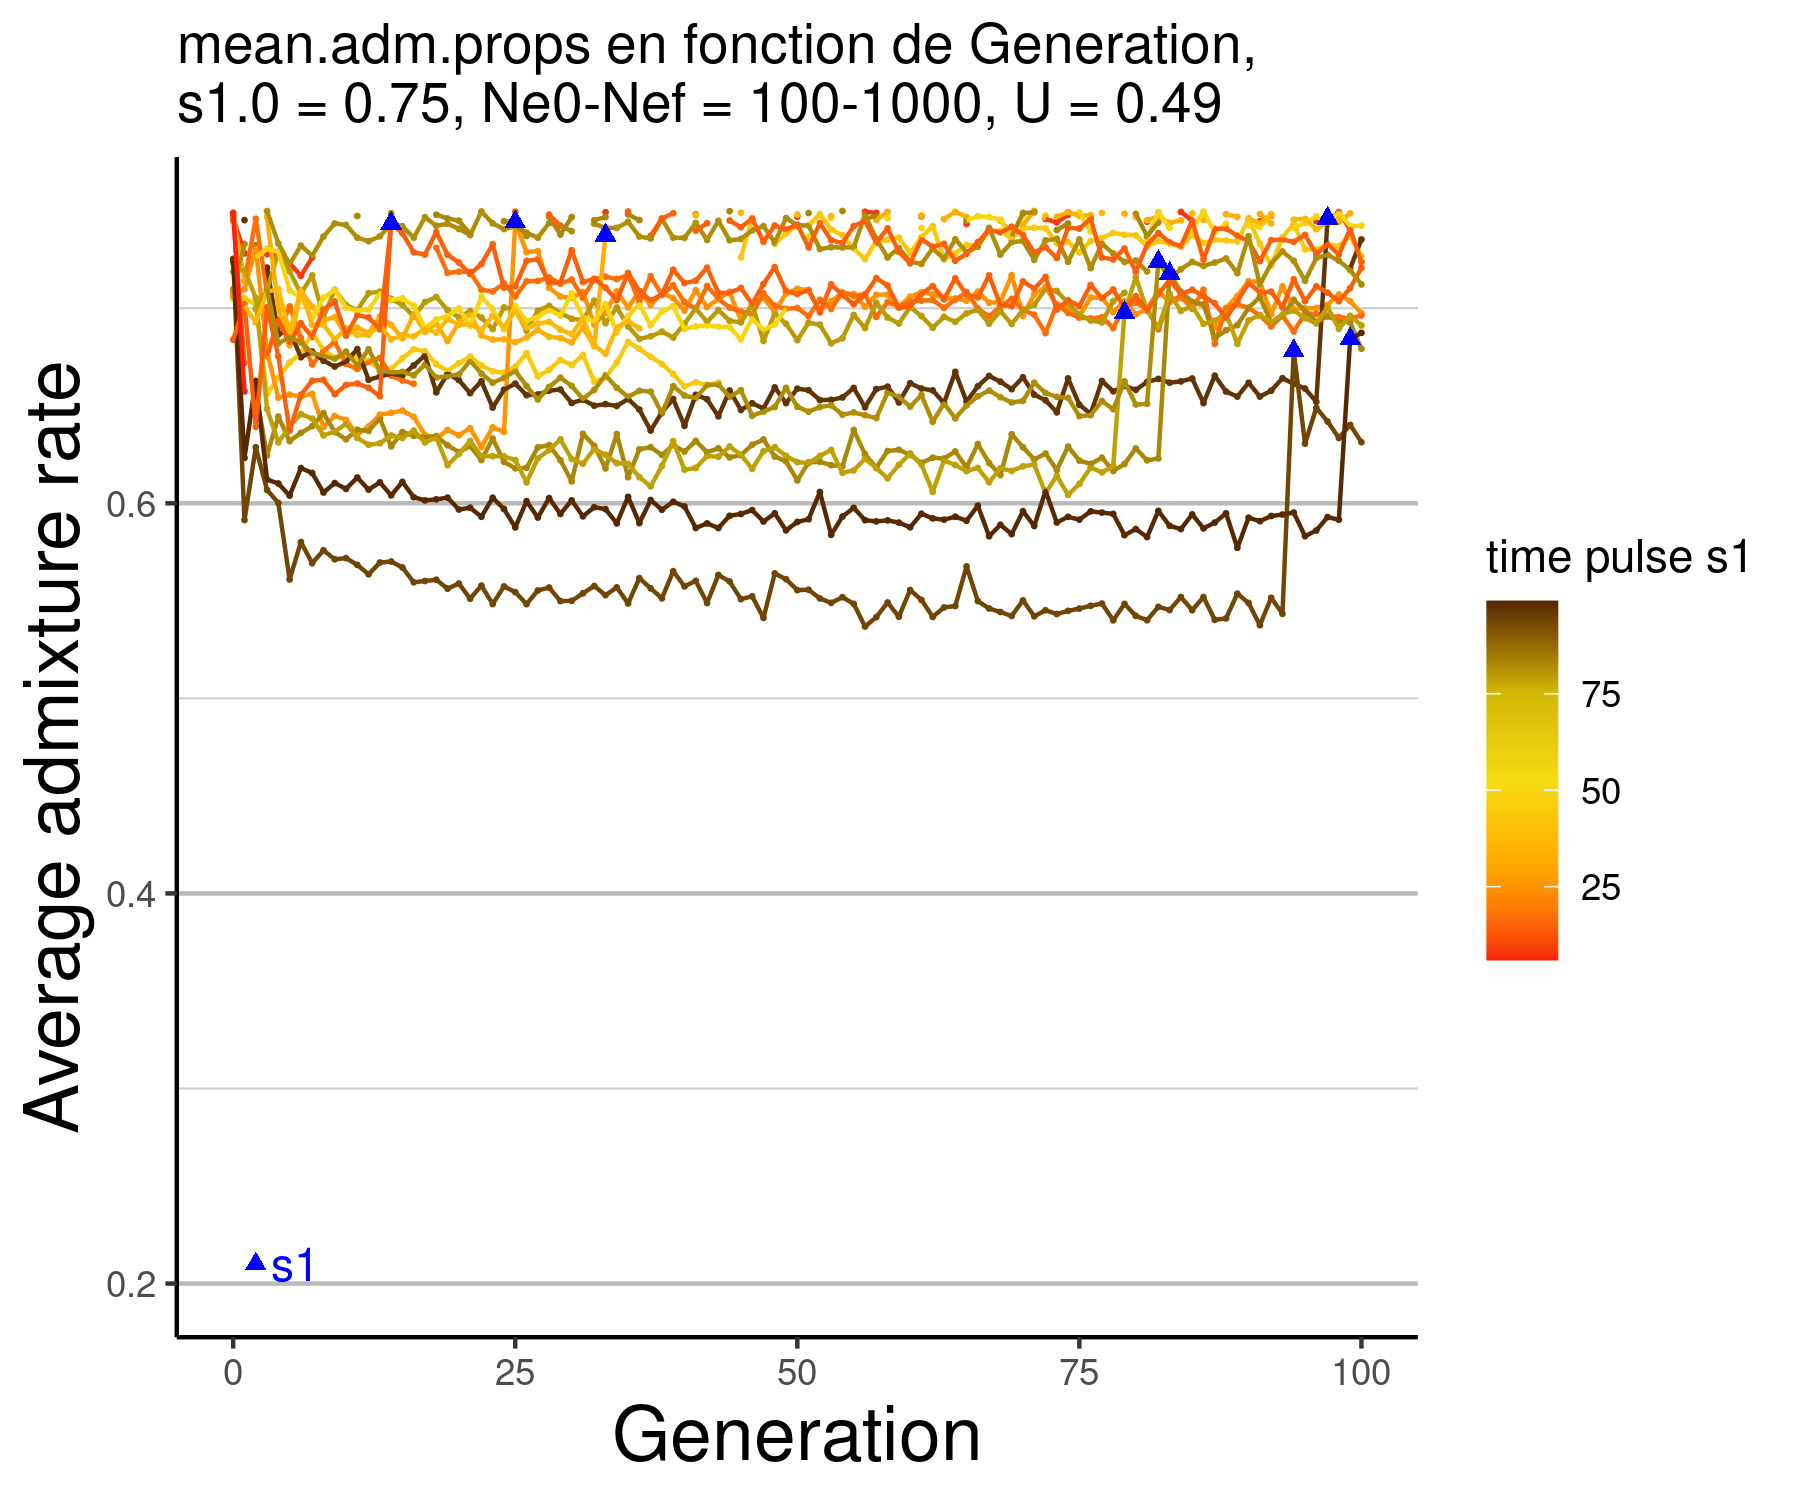 mean.adm.props en fonction de Generation,
s1.0 = 0.75, Ne0-Nef = 100-1000, U = 0.49
Average admixture rate
0.6
0.4
0.2
s1
0 25 50 75 100
Generation
time pulse s1
75
50
25